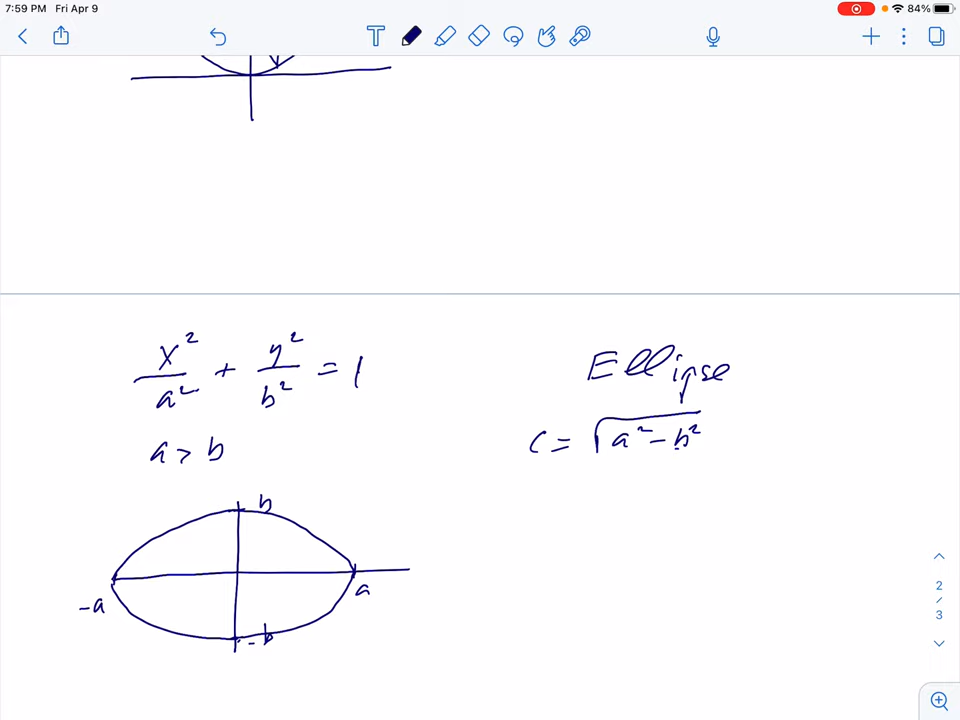 7:59 PM Fri Apr 9
84%
T
x²/a² + y²/b² = 1
Ellipse
a > b
c = √(a² - b²)
b
-a
a
-b
2
/
3